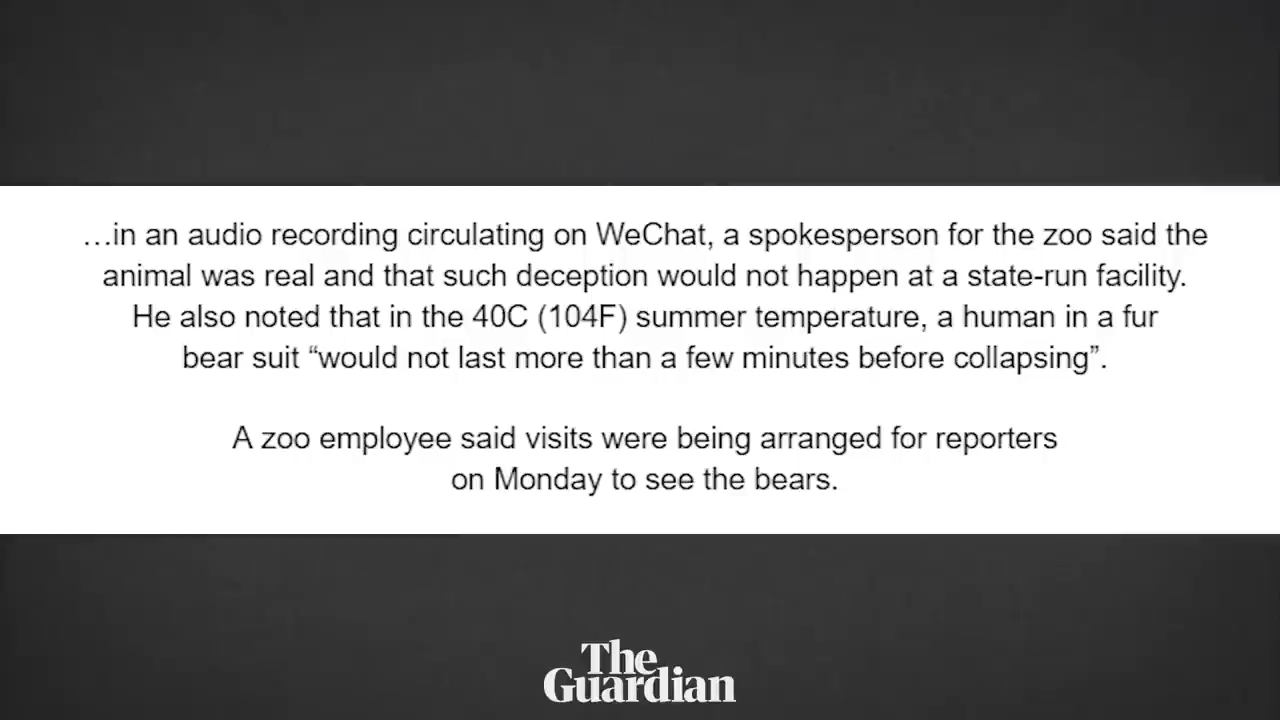 …in an audio recording circulating on WeChat, a spokesperson for the zoo said the
animal was real and that such deception would not happen at a state-run facility.
He also noted that in the 40C (104F) summer temperature, a human in a fur
bear suit “would not last more than a few minutes before collapsing”.
A zoo employee said visits were being arranged for reporters
on Monday to see the bears.
The
Guardian